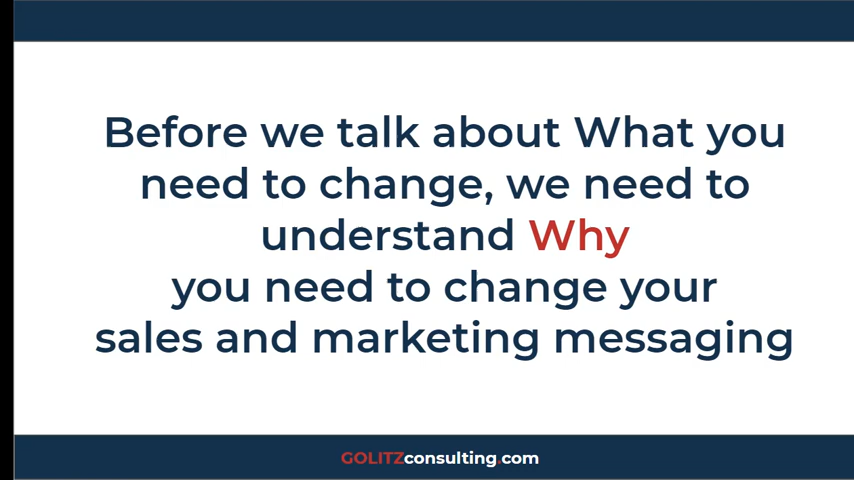 Before we talk about What you
need to change, we need to
understand Why
you need to change your
sales and marketing messaging
GOLITZconsulting.com